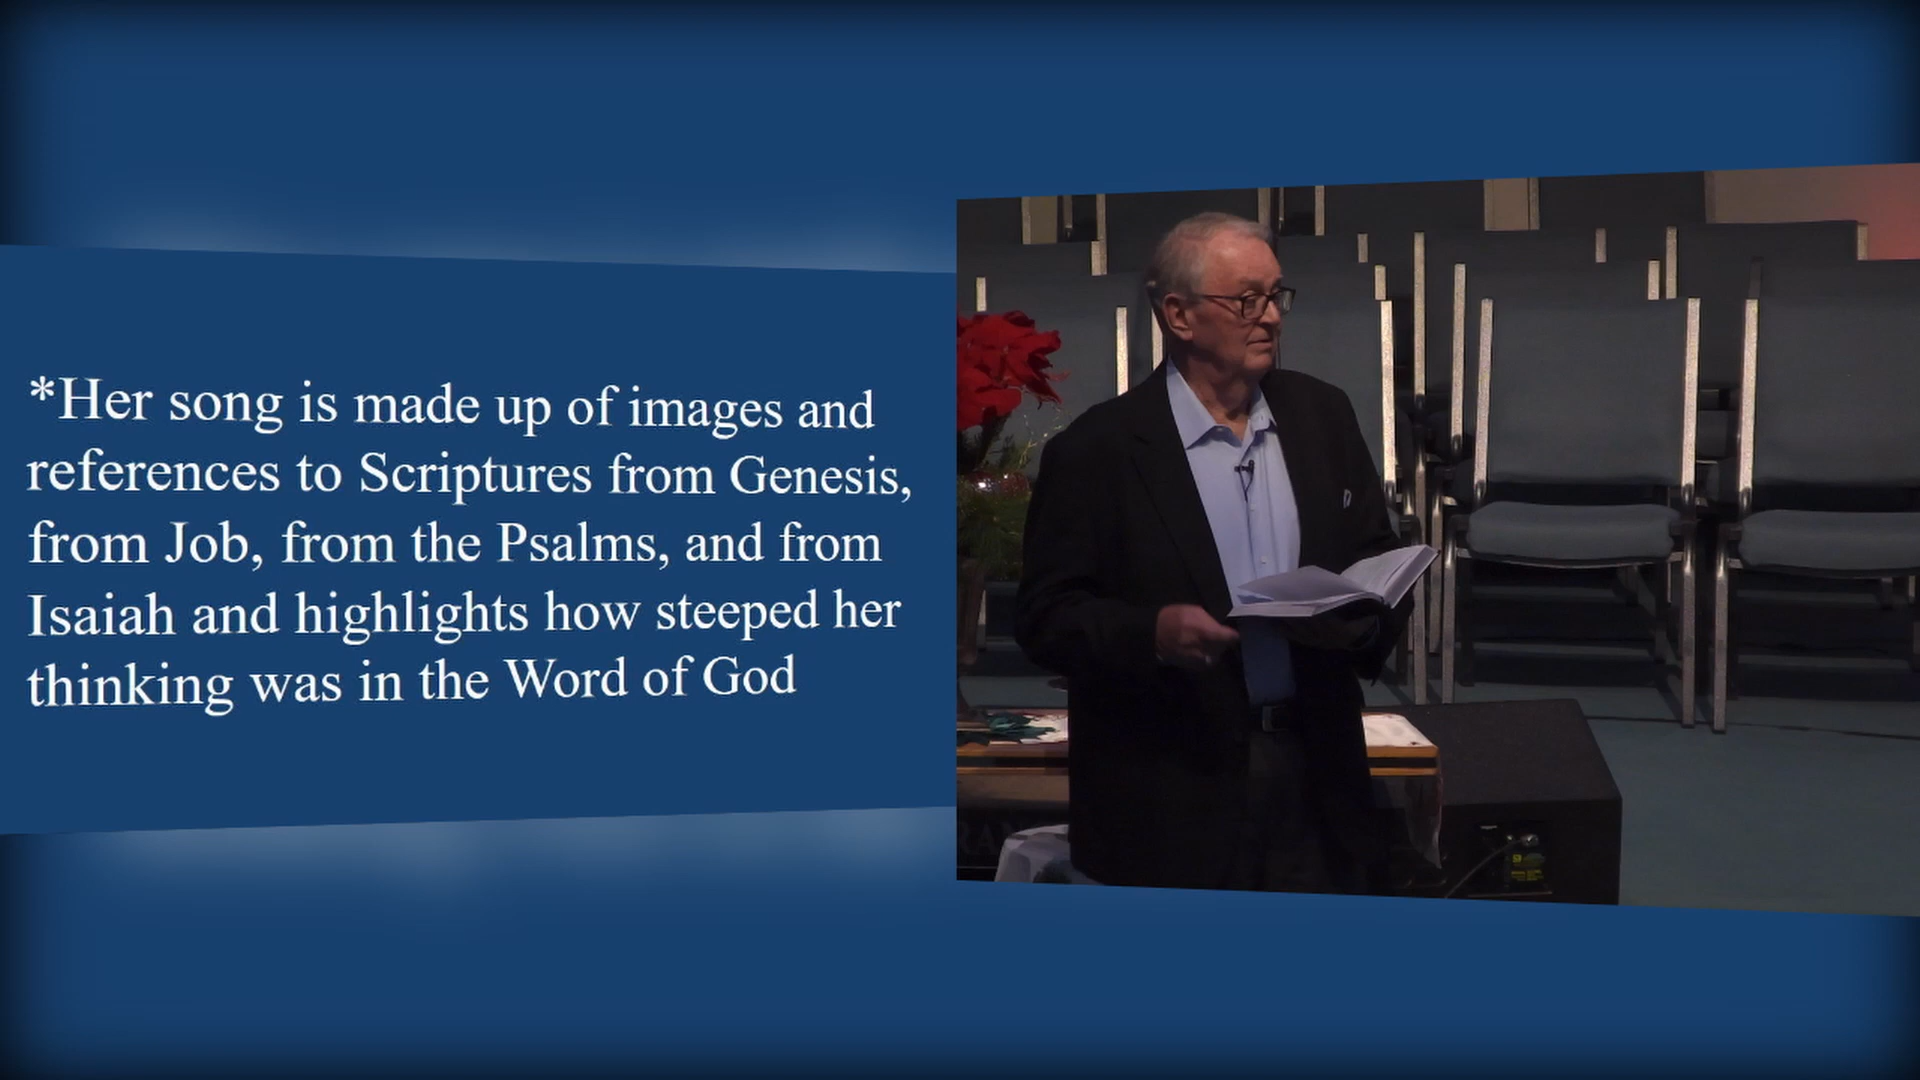 *Her song is made up of images and
references to Scriptures from Genesis,
from Job, from the Psalms, and from
Isaiah and highlights how steeped her
thinking was in the Word of God